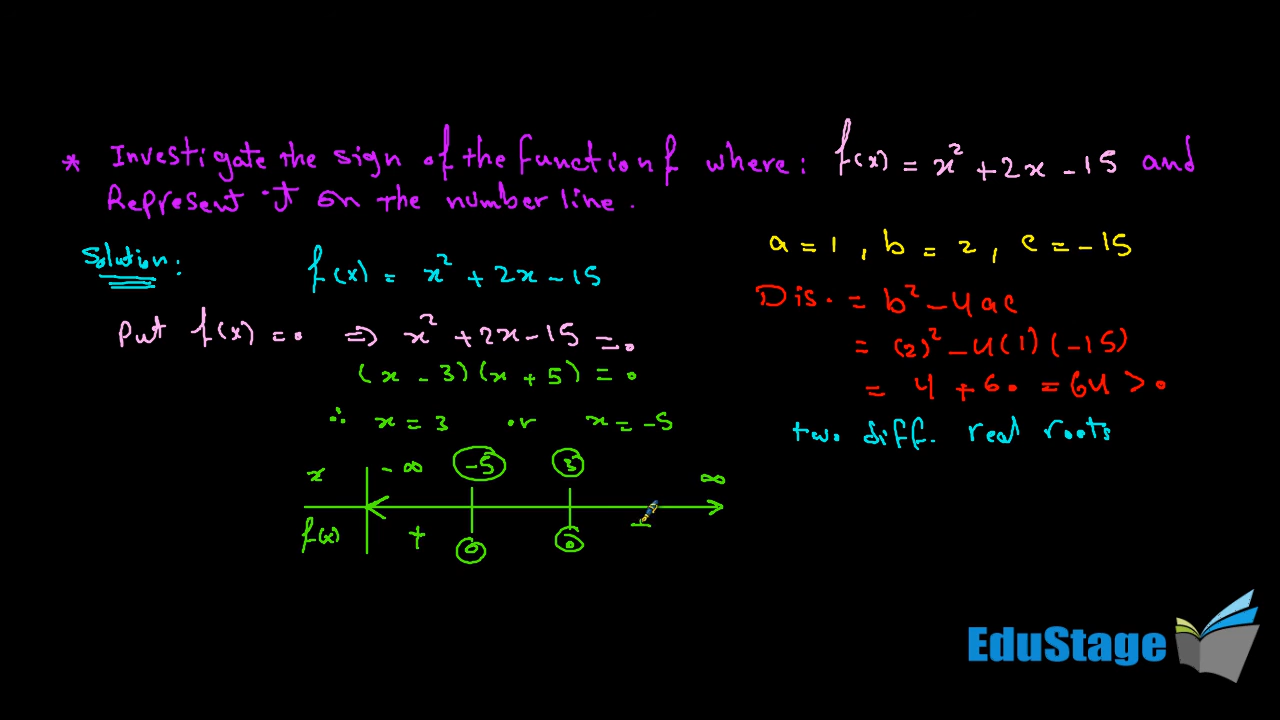 * Investigate the sign of the function f where: f(x) = x² + 2x - 15 and
Represent it on the number line.
Solution:
f(x) = x² + 2x - 15
Put f(x) = 0 ⇒ x² + 2x - 15 = 0
(x - 3)(x + 5) = 0
∴ x = 3 or x = -5
x -∞ -5 3 ∞
f(x) + 0 0
a = 1, b = 2, c = -15
Dis. = b² - 4ac
= (2)² - 4(1)(-15)
= 4 + 60 = 64 > 0
two diff. real roots
EduStage